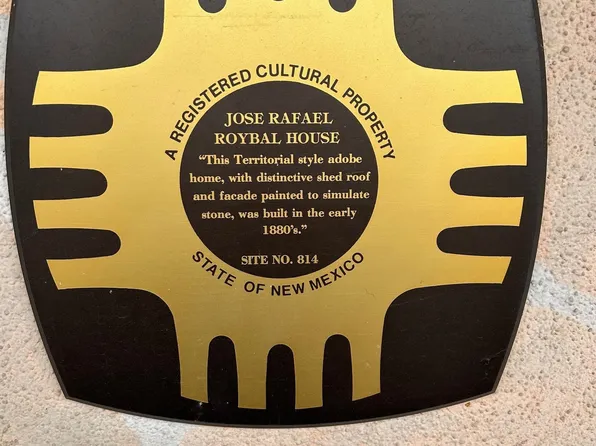 A REGISTERED CULTURAL PROPERTY
JOSE RAFAEL
ROYBAL HOUSE
“This Territorial style adobe
home, with distinctive shed roof
and facade painted to simulate
stone, was built in the early
1880's.”
SITE NO. 814
STATE OF NEW MEXICO